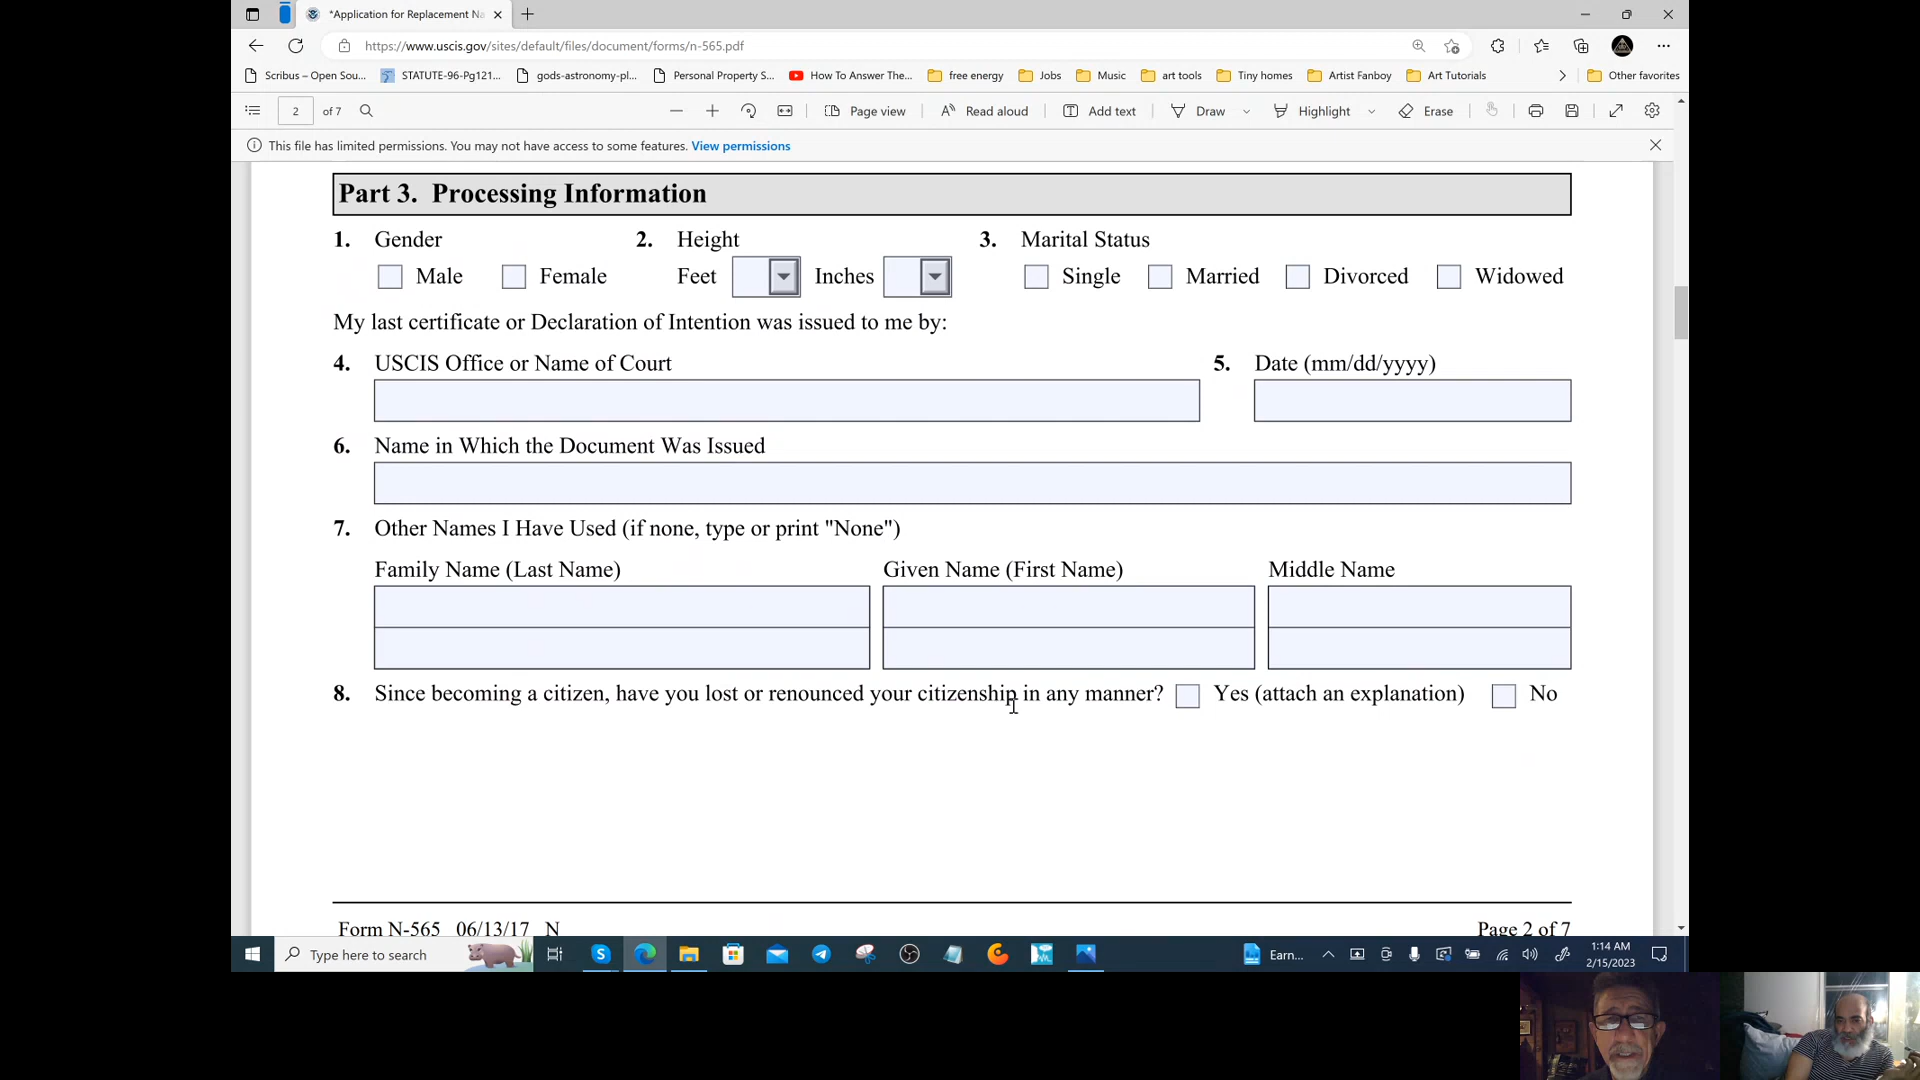 *Application for Replacement Na
https://www.uscis.gov/sites/default/files/document/forms/n-565.pdf
Scribus – Open Sou... STATUTE-96-Pg121... gods-astronomy-pl... Personal Property S... How To Answer The... free energy Jobs Music art tools Tiny homes Artist Fanboy Art Tutorials Other favorites
2 of 7 Page view Read aloud Add text Draw Highlight Erase
This file has limited permissions. You may not have access to some features. View permissions
Part 3. Processing Information
1. Gender 2. Height 3. Marital Status
Male Female Feet Inches Single Married Divorced Widowed
My last certificate or Declaration of Intention was issued to me by:
4. USCIS Office or Name of Court 5. Date (mm/dd/yyyy)
6. Name in Which the Document Was Issued
7. Other Names I Have Used (if none, type or print "None")
Family Name (Last Name) Given Name (First Name) Middle Name
8. Since becoming a citizen, have you lost or renounced your citizenship in any manner? Yes (attach an explanation) No
Form N-565 06/13/17 N Page 2 of 7
Type here to search Earn... 1:14 AM
2/15/2023